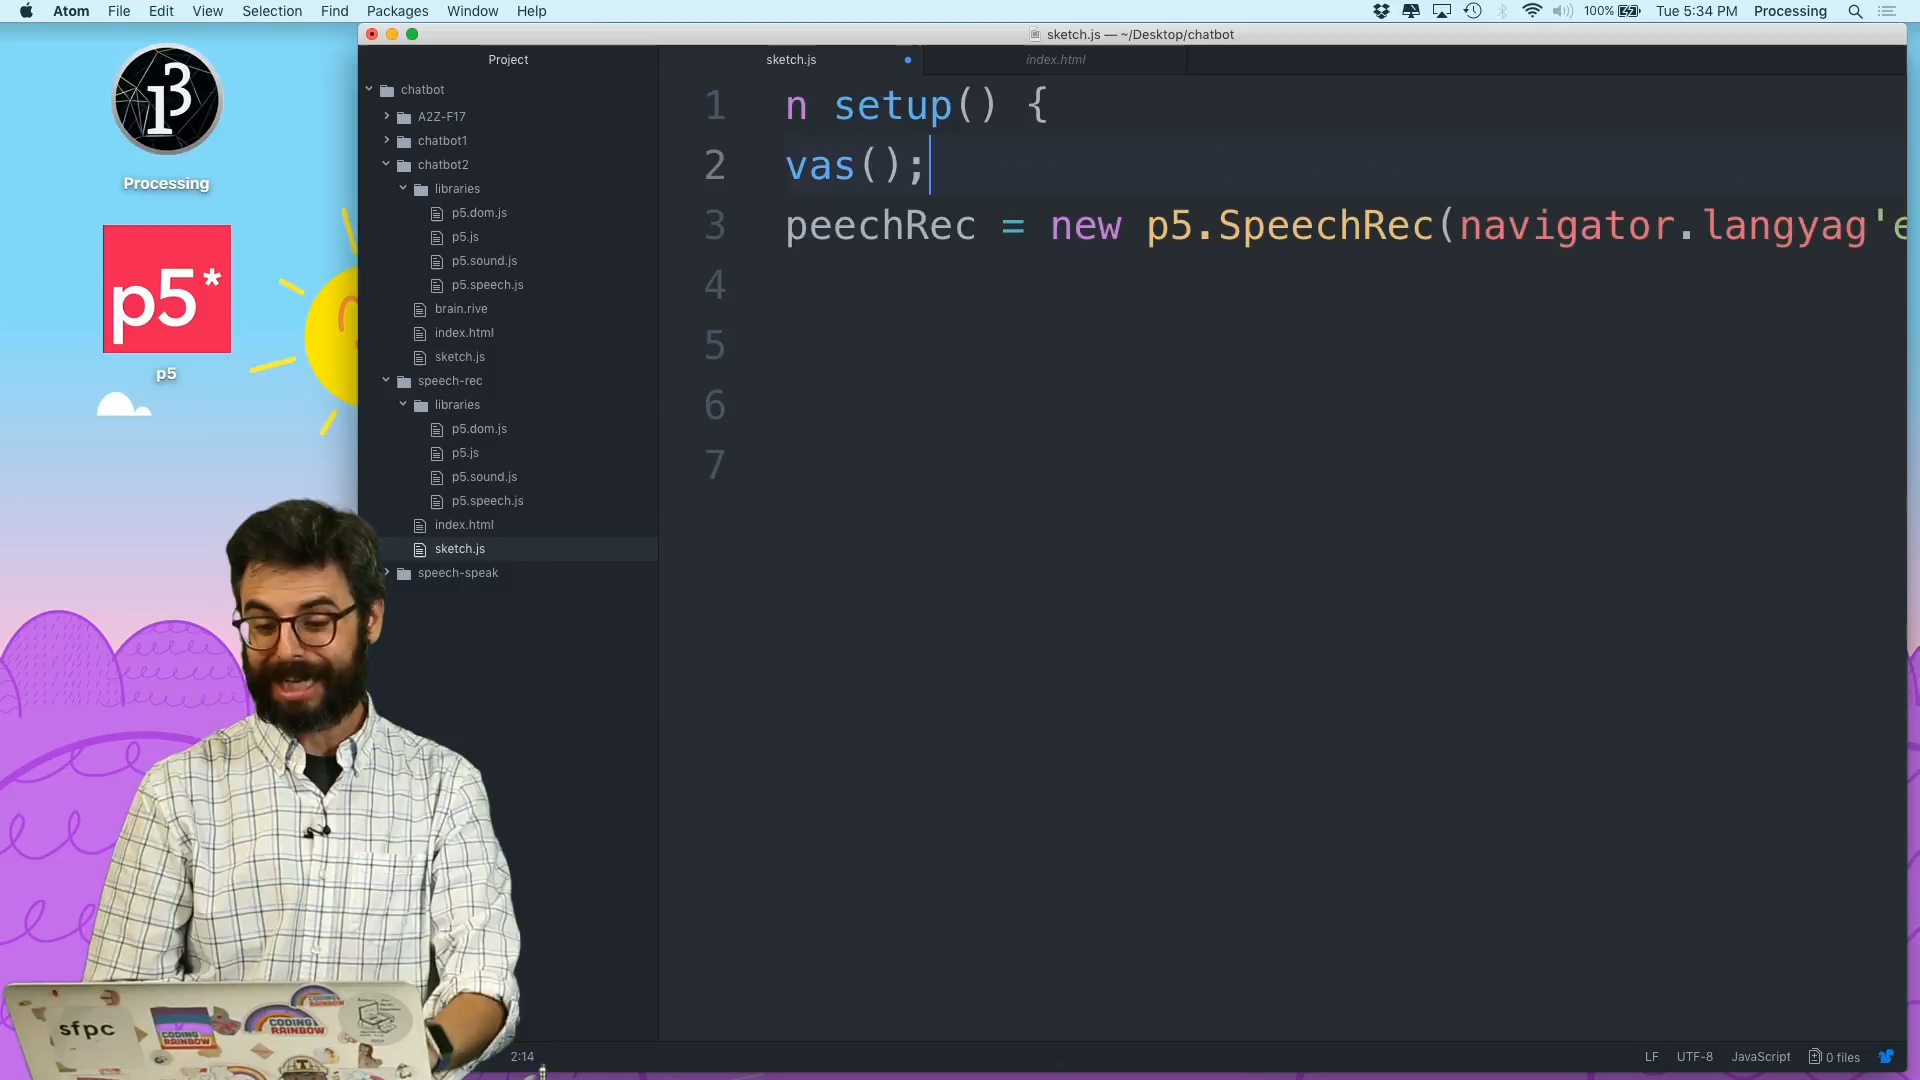 Atom File Edit View Selection Find Packages Window Help 100% Tue 5:34 PM Processing
sketch.js — ~/Desktop/chatbot
Project
sketch.js
index.html
Processing
p5*
p5
chatbot
A2Z-F17
chatbot1
chatbot2
libraries
p5.dom.js
p5.js
p5.sound.js
p5.speech.js
brain.rive
index.html
sketch.js
speech-rec
libraries
p5.dom.js
p5.js
p5.sound.js
p5.speech.js
index.html
sketch.js
speech-speak
1 n setup() {
2 vas();
3 peechRec = new p5.SpeechRec(navigator.langyag'e
4
5
6
7
sfpc
CODING RAINBOW
CODING RAINBOW
2:14
LF UTF-8 JavaScript 0 files